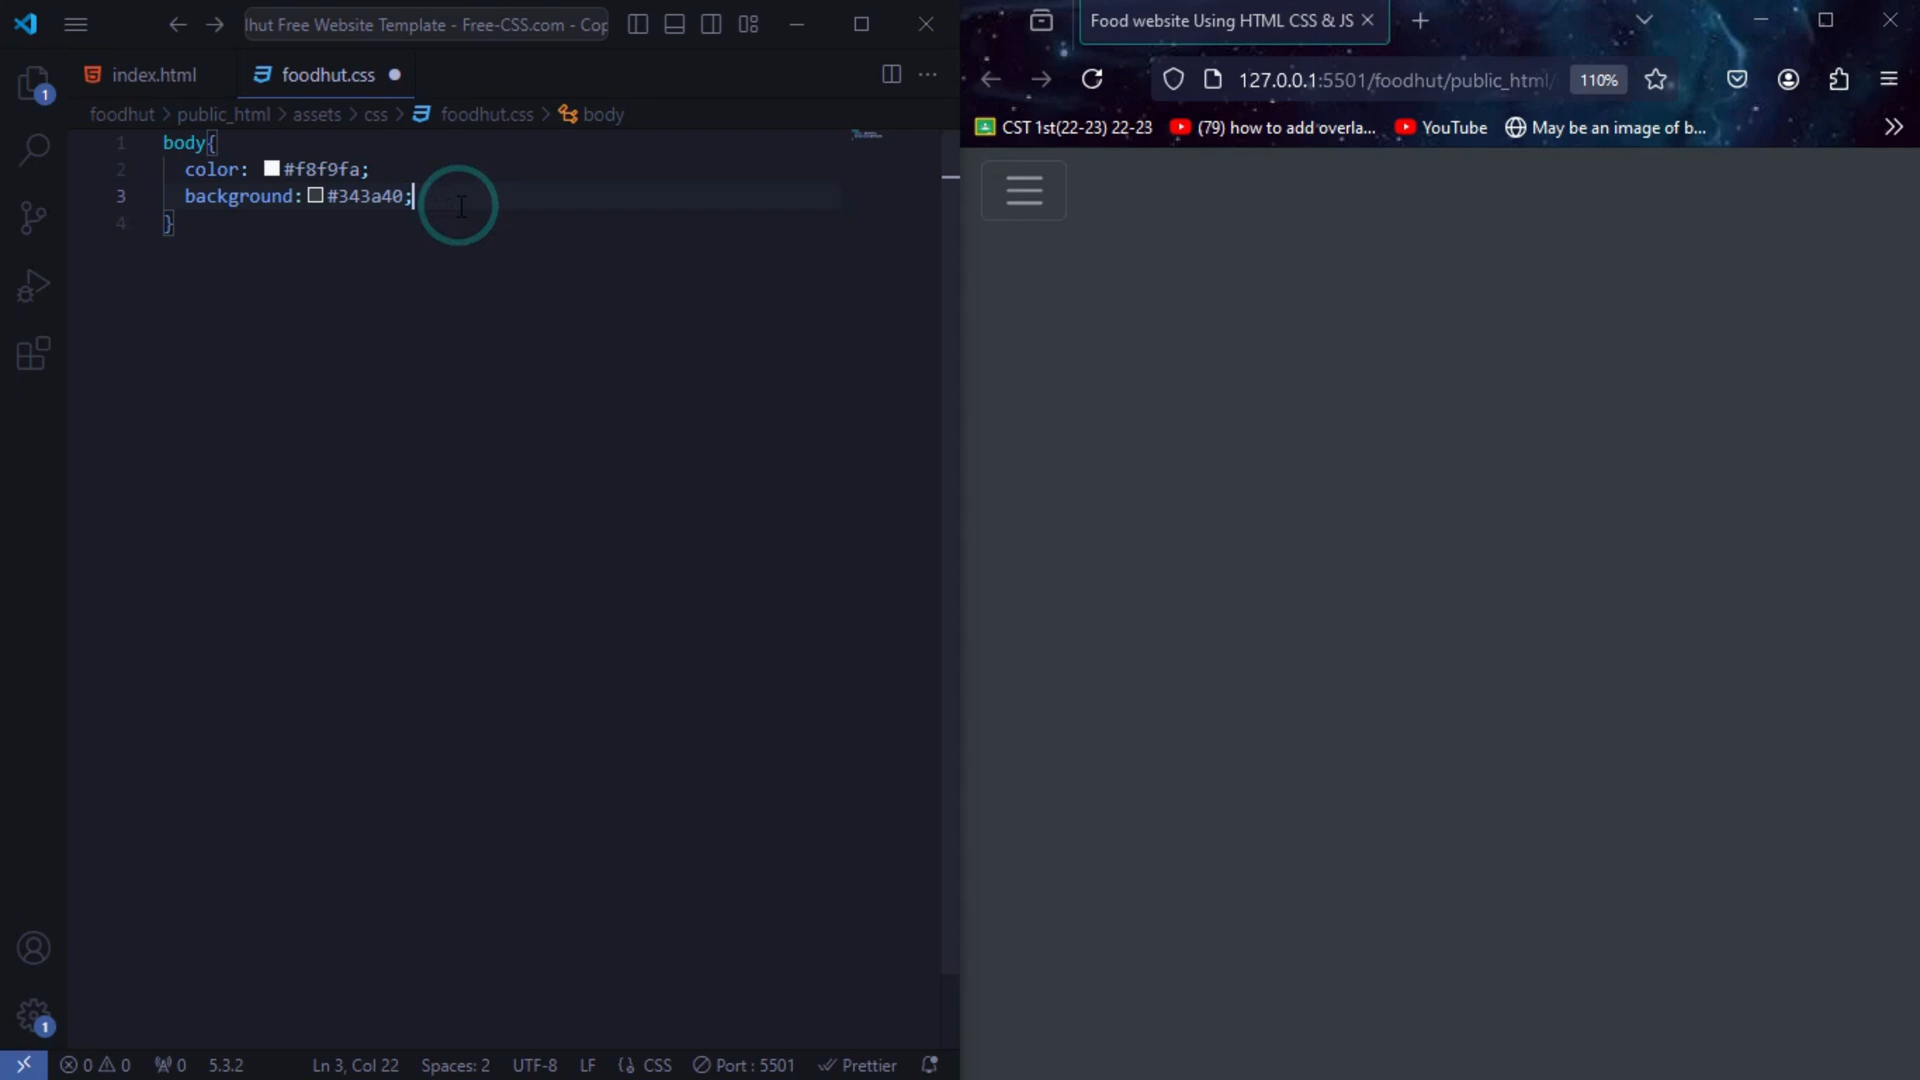 hut Free Website Template - Free-CSS.com - Cop
index.html
foodhut.css
foodhut > public_html > assets > css > foodhut.css > body
1 body{
2 color: #f8f9fa;
3 background: #343a40;
4 }
1
1
0 0 0 5.3.2 Ln 3, Col 22 Spaces: 2 UTF-8 LF {} CSS Port : 5501 Prettier
Food website Using HTML CSS & JS
127.0.0.1:5501/foodhut/public_html/ 110%
CST 1st(22-23) 22-23 (79) how to add overla... YouTube May be an image of b...